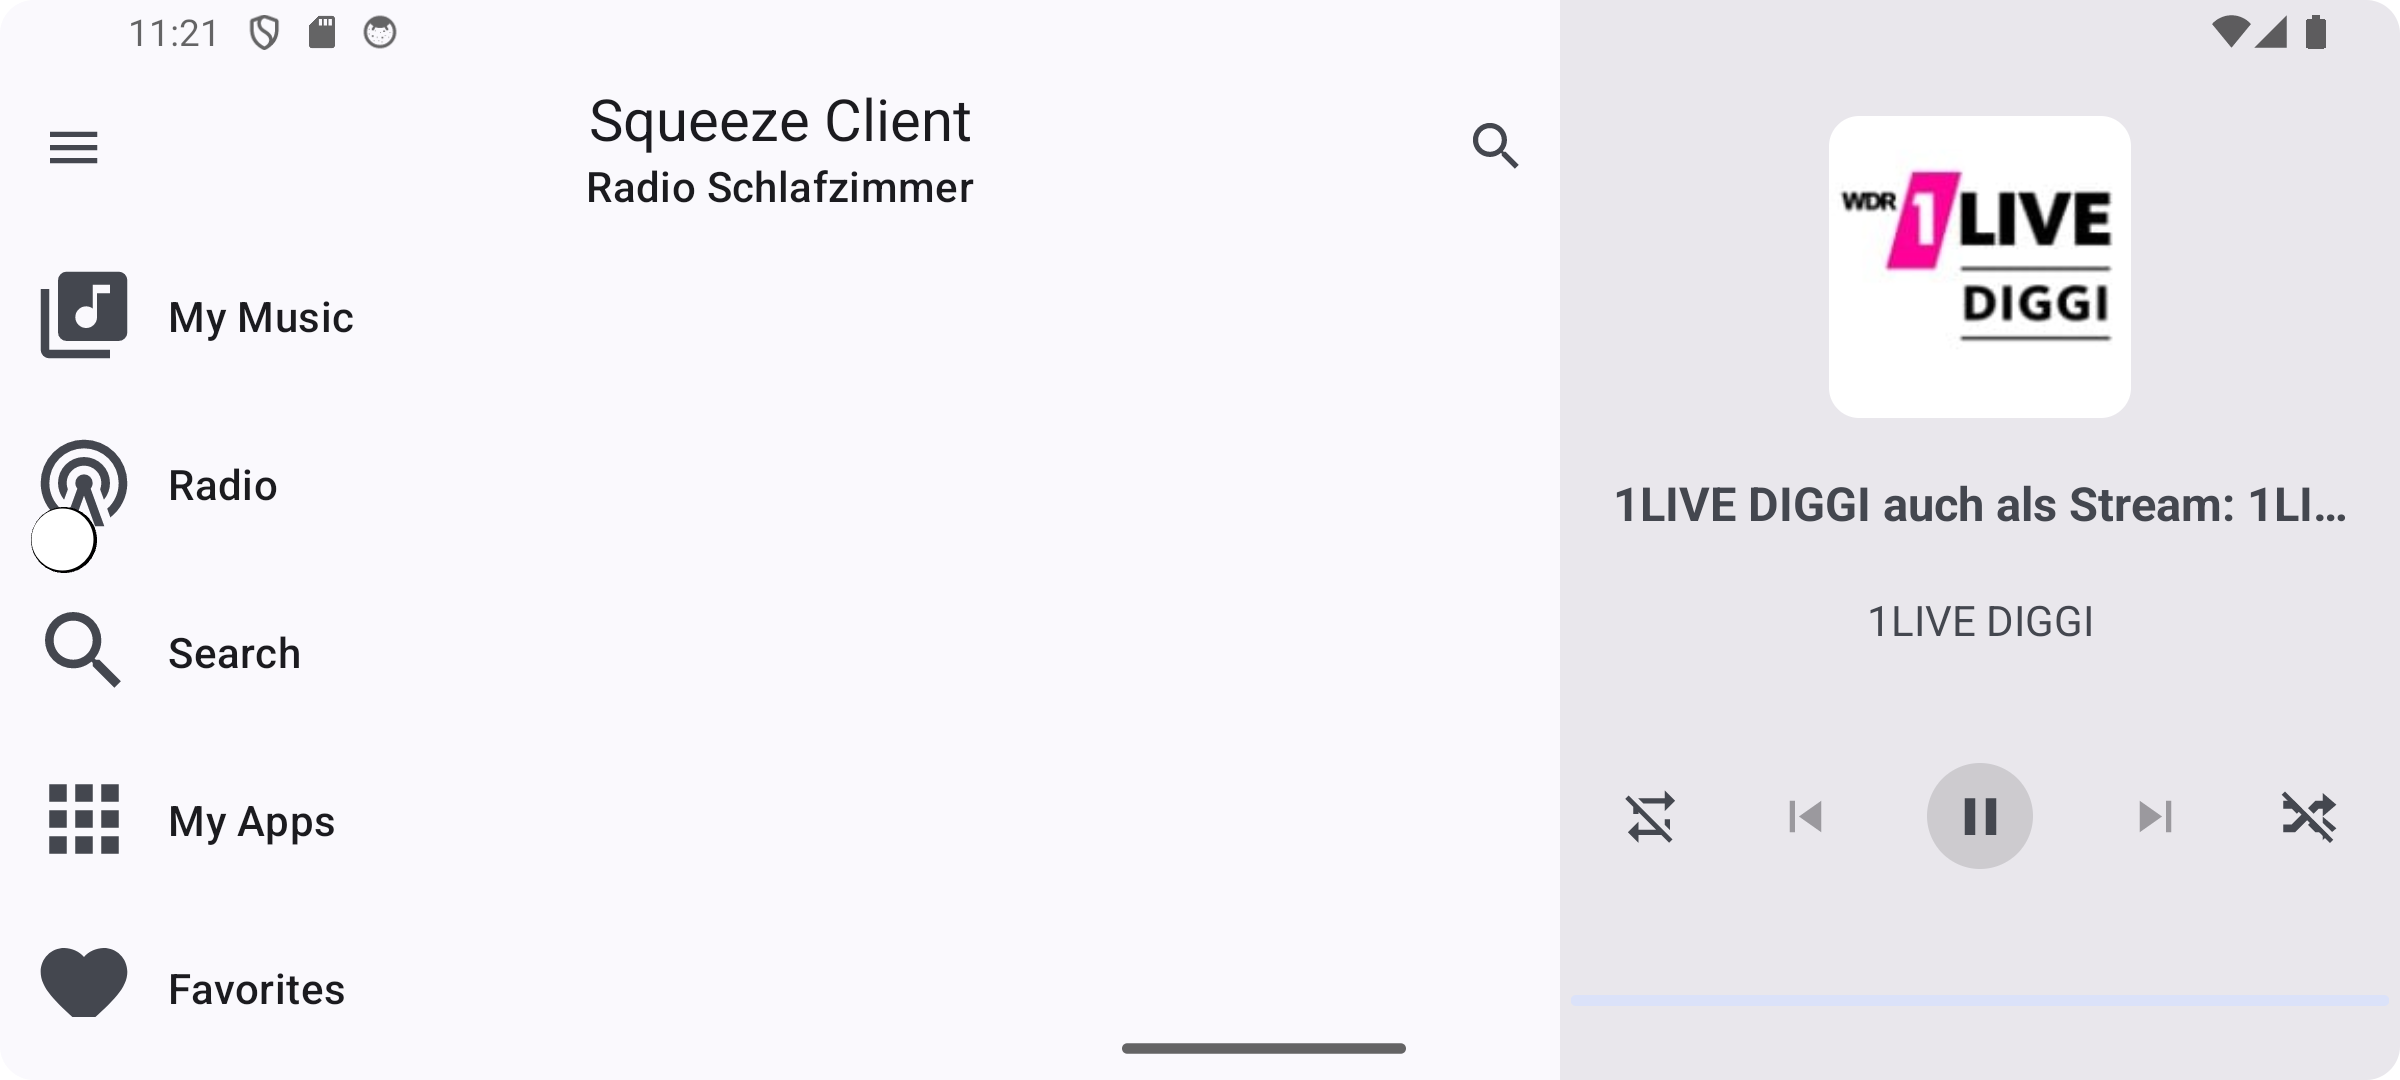 11:21
Squeeze Client
Radio Schlafzimmer
My Music
Radio
Search
My Apps
Favorites
WDR 1LIVE
DIGGI
1LIVE DIGGI auch als Stream: 1LI...
1LIVE DIGGI